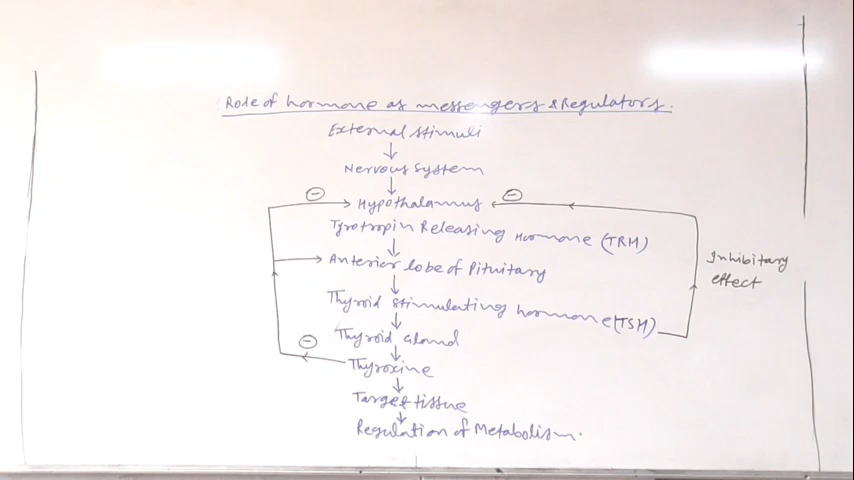 Role of hormone as messengers & Regulators.
External stimuli
Nervous system
Hypothalamus
Tyrotropin Releasing Hormone (TRH)
Anterior lobe of Pituitary
Thyroid stimulating hormone (TSH)
Thyroid Gland
Thyroxine
Target tissue
Regulation of Metabolism.
Inhibitary
effect